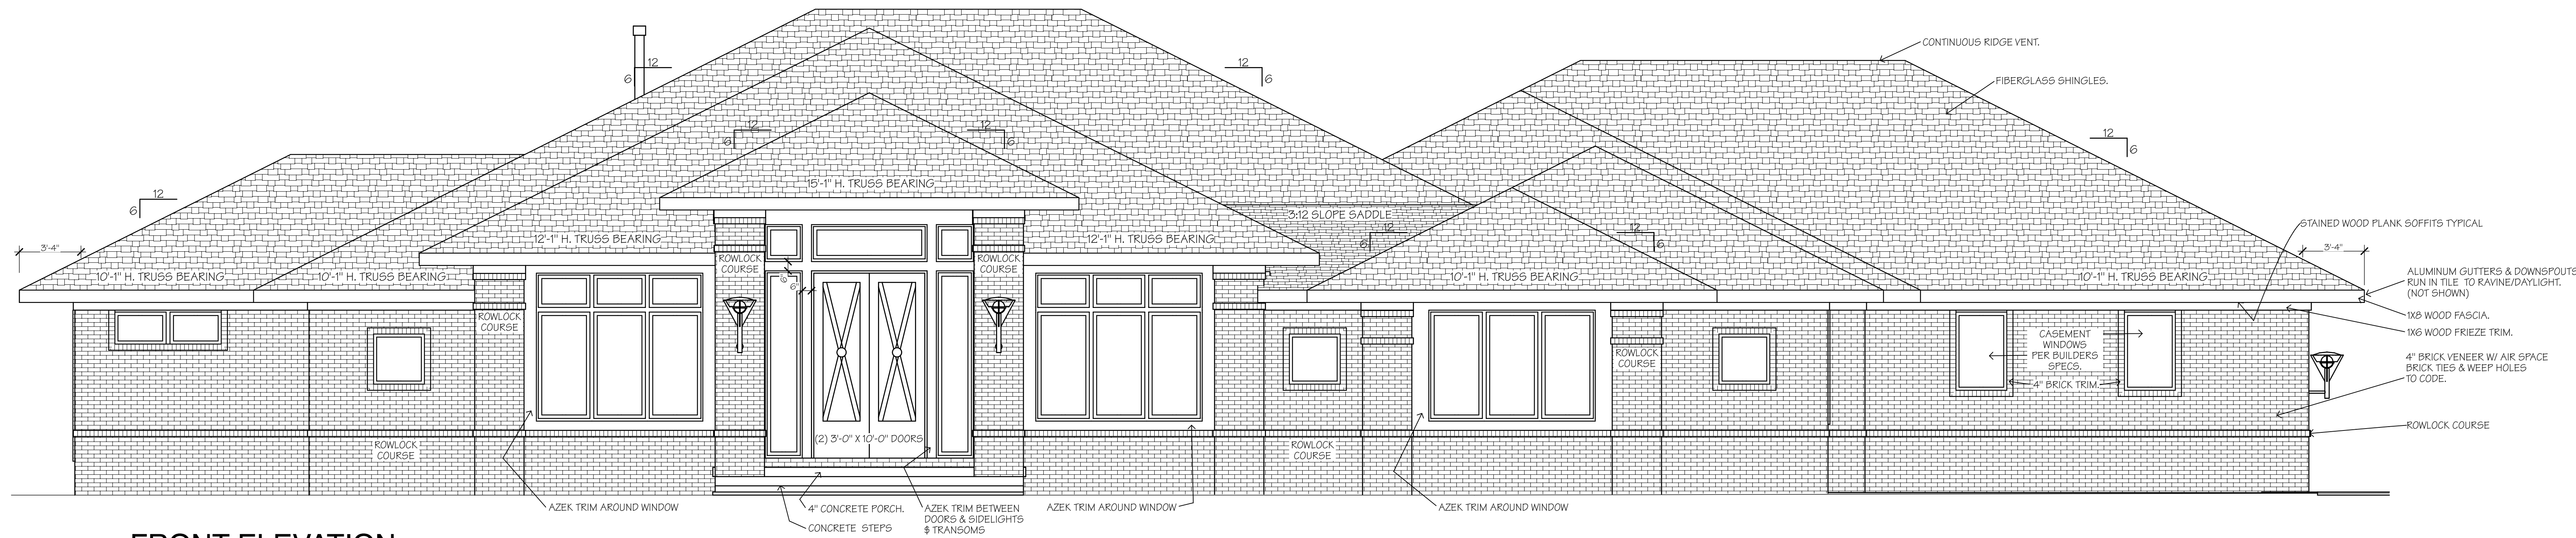 CONTINUOUS RIDGE VENT.
12
6
12
6
FIBERGLASS SHINGLES.
12
6
12
6
12
6
12
6
15'-1" H. TRUSS BEARING
3:12 SLOPE SADDLE
STAINED WOOD PLANK SOFFITS TYPICAL
12
6
12
6
12'-1" H. TRUSS BEARING
12'-1" H. TRUSS BEARING
3'-4"
3'-4"
10'-1" H. TRUSS BEARING
10'-1" H. TRUSS BEARING
10'-1" H. TRUSS BEARING
10'-1" H. TRUSS BEARING
ROWLOCK
COURSE
ROWLOCK
COURSE
6"
6"
ALUMINUM GUTTERS & DOWNSPOUTS
RUN IN TILE TO RAVINE/DAYLIGHT.
(NOT SHOWN)
1X8 WOOD FASCIA.
ROWLOCK
COURSE
1X6 WOOD FRIEZE TRIM.
CASEMENT
WINDOWS
PER BUILDERS
SPECS.
4" BRICK TRIM.
ROWLOCK
COURSE
4" BRICK VENEER W/ AIR SPACE
BRICK TIES & WEEP HOLES
TO CODE.
ROWLOCK COURSE
(2) 3'-0" X 10'-0" DOORS
ROWLOCK
COURSE
ROWLOCK
COURSE
AZEK TRIM AROUND WINDOW
4" CONCRETE PORCH.
CONCRETE STEPS
AZEK TRIM BETWEEN
DOORS & SIDELIGHTS
$ TRANSOMS
AZEK TRIM AROUND WINDOW
AZEK TRIM AROUND WINDOW
FRONT ELEVATION